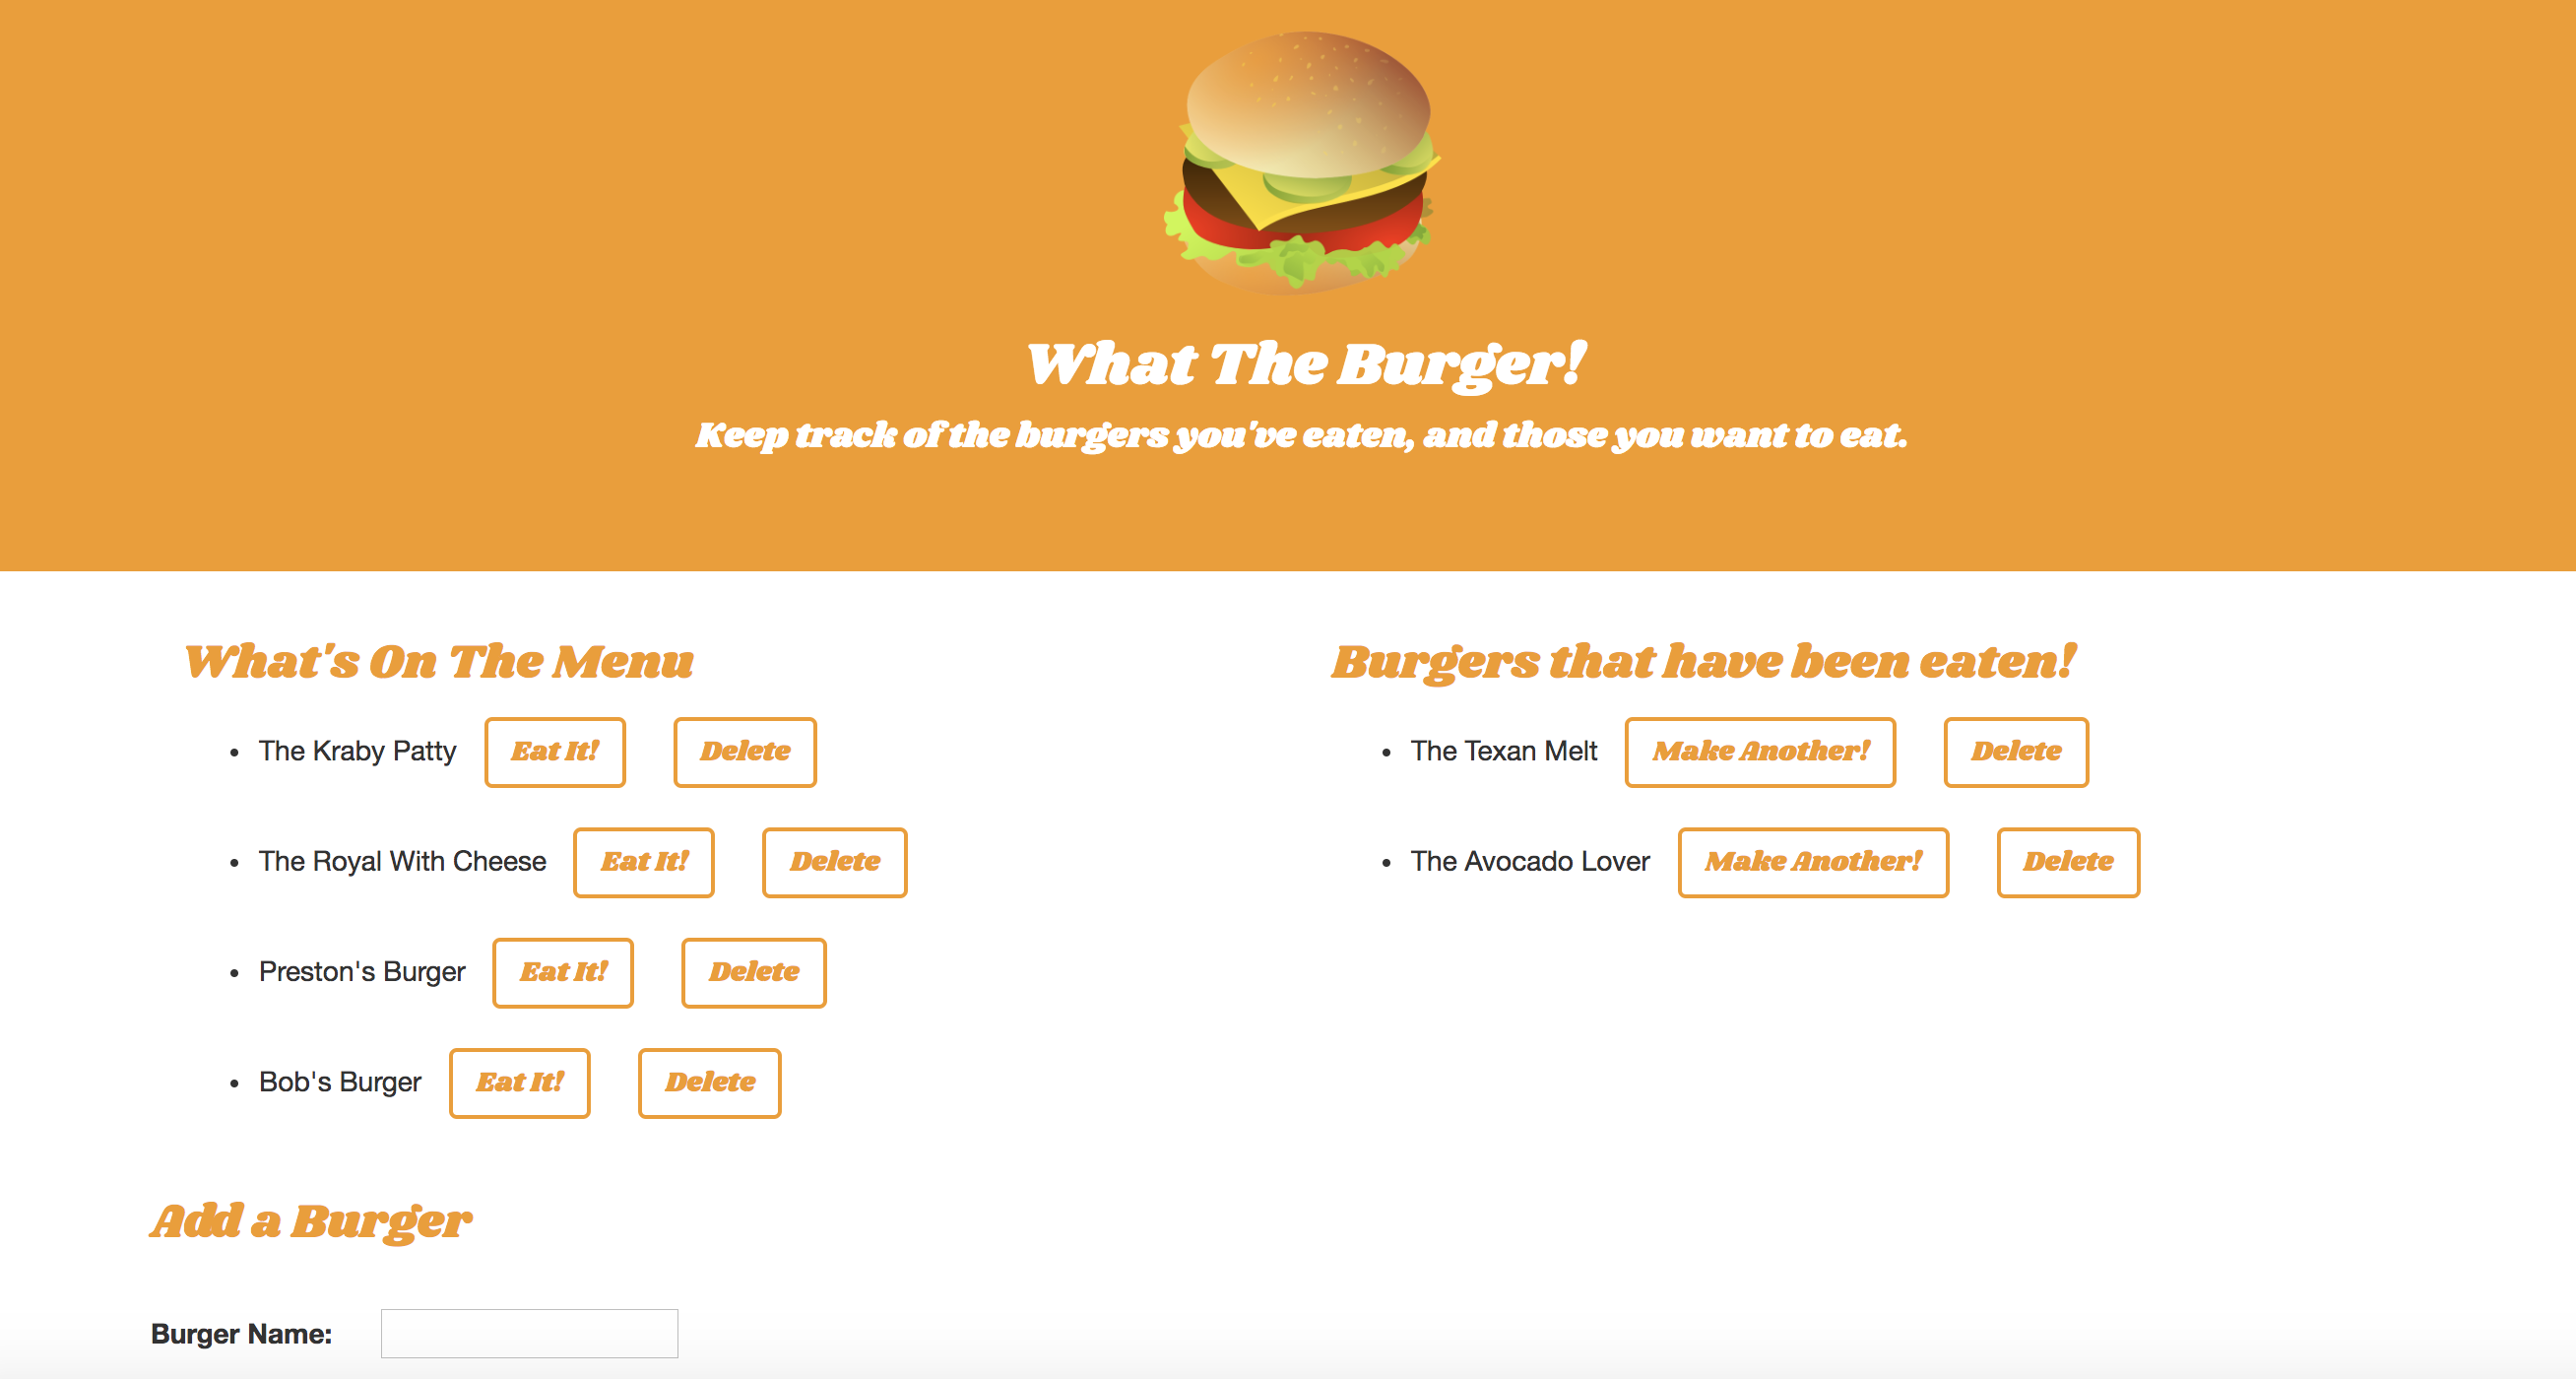 What The Burger!
Keep track of the burgers you've eaten, and those you want to eat.
What's On The Menu
The Kraby Patty Eat It! Delete
The Royal With Cheese Eat It! Delete
Preston's Burger Eat It! Delete
Bob's Burger Eat It! Delete
Burgers that have been eaten!
The Texan Melt Make Another! Delete
The Avocado Lover Make Another! Delete
Add a Burger
Burger Name: